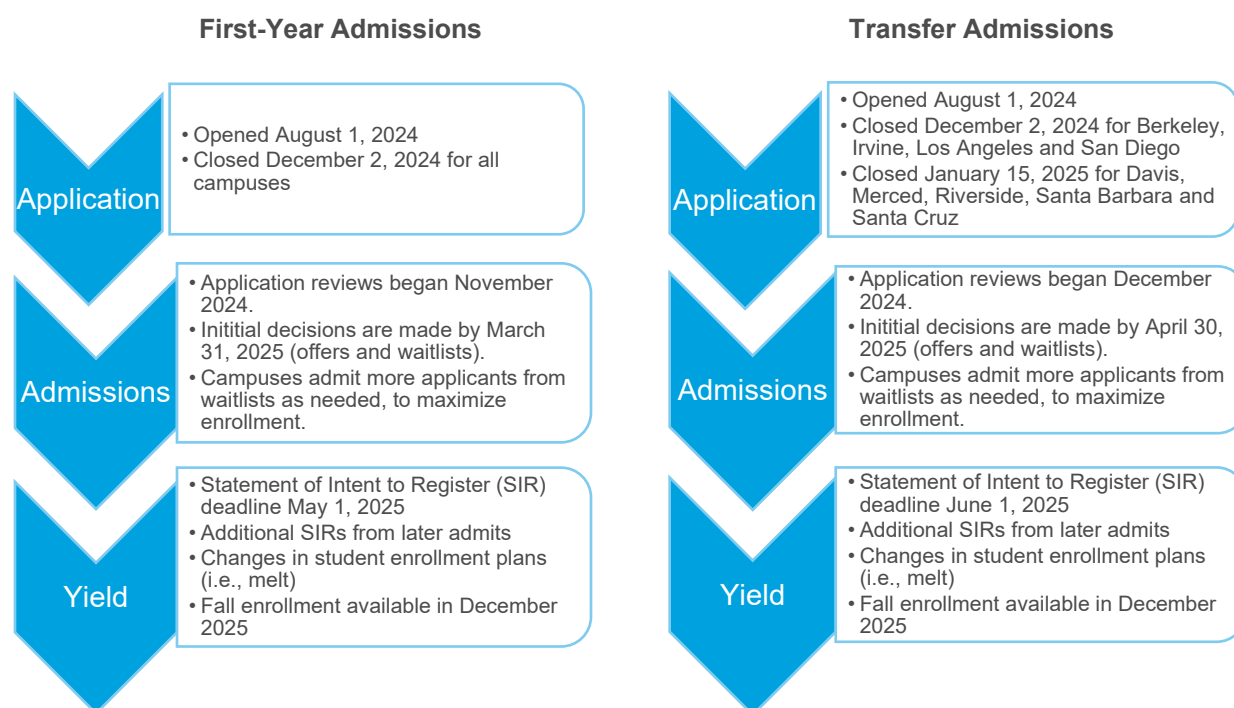 First-Year Admissions
Application
• Opened August 1, 2024
• Closed December 2, 2024 for all
campuses
Admissions
• Application reviews began November
2024.
• Inititial decisions are made by March
31, 2025 (offers and waitlists).
• Campuses admit more applicants from
waitlists as needed, to maximize
enrollment.
Yield
• Statement of Intent to Register (SIR)
deadline May 1, 2025
• Additional SIRs from later admits
• Changes in student enrollment plans
(i.e., melt)
• Fall enrollment available in December
2025
Transfer Admissions
Application
• Opened August 1, 2024
• Closed December 2, 2024 for Berkeley,
Irvine, Los Angeles and San Diego
• Closed January 15, 2025 for Davis,
Merced, Riverside, Santa Barbara and
Santa Cruz
Admissions
• Application reviews began December
2024.
• Inititial decisions are made by April 30,
2025 (offers and waitlists).
• Campuses admit more applicants from
waitlists as needed, to maximize
enrollment.
Yield
• Statement of Intent to Register (SIR)
deadline June 1, 2025
• Additional SIRs from later admits
• Changes in student enrollment plans
(i.e., melt)
• Fall enrollment available in December
2025